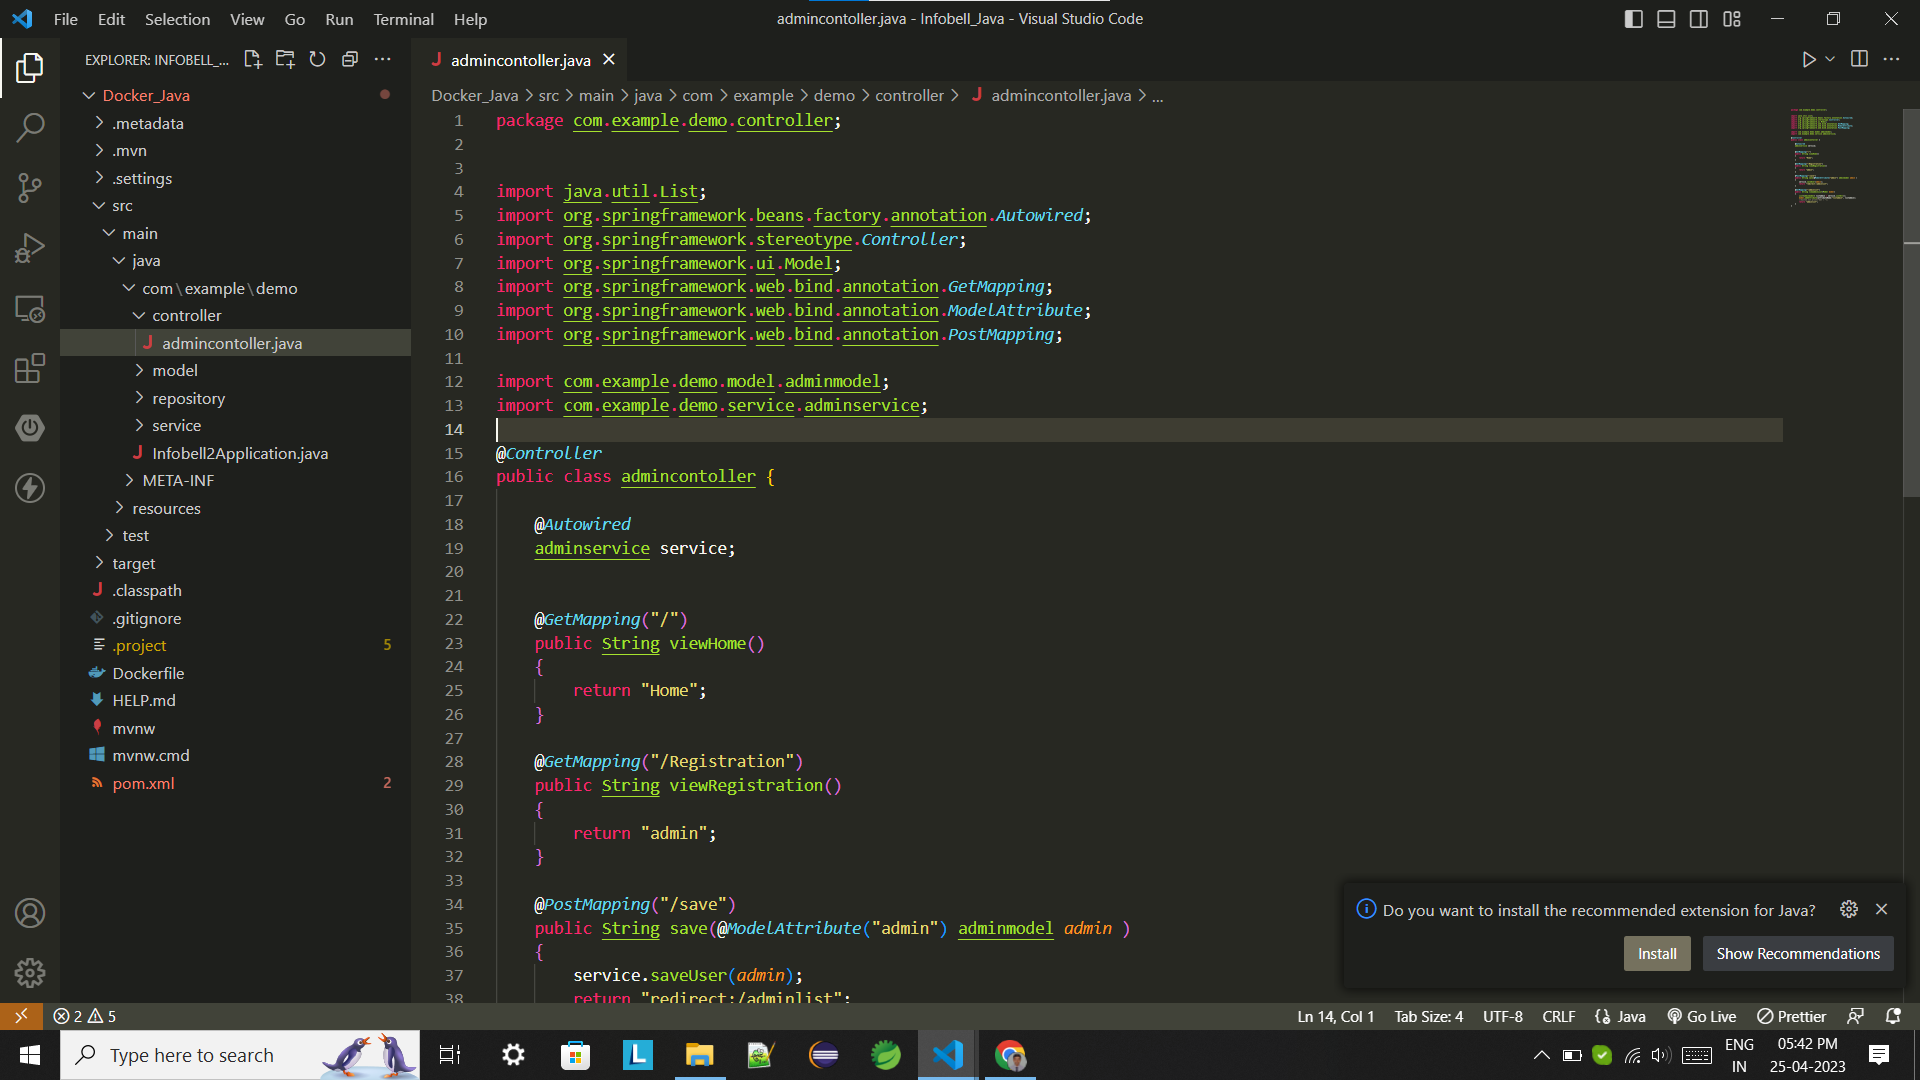 File Edit Selection View Go Run Terminal Help
admincontoller.java - Infobell_Java - Visual Studio Code
EXPLORER: INFOBELL_...
Docker_Java
.metadata
.mvn
.settings
src
main
java
com\example\demo
controller
admincontoller.java
model
repository
service
Infobell2Application.java
META-INF
resources
test
target
.classpath
.gitignore
.project 5
Dockerfile
HELP.md
mvnw
mvnw.cmd
pom.xml 2
admincontoller.java
Docker_Java > src > main > java > com > example > demo > controller > admincontoller.java > ...
1 package com.example.demo.controller;
2
3
4 import java.util.List;
5 import org.springframework.beans.factory.annotation.Autowired;
6 import org.springframework.stereotype.Controller;
7 import org.springframework.ui.Model;
8 import org.springframework.web.bind.annotation.GetMapping;
9 import org.springframework.web.bind.annotation.ModelAttribute;
10 import org.springframework.web.bind.annotation.PostMapping;
11
12 import com.example.demo.model.adminmodel;
13 import com.example.demo.service.adminservice;
14
15 @Controller
16 public class admincontoller {
17
18 @Autowired
19 adminservice service;
20
21
22 @GetMapping("/")
23 public String viewHome()
24 {
25 return "Home";
26 }
27
28 @GetMapping("/Registration")
29 public String viewRegistration()
30 {
31 return "admin";
32 }
33
34 @PostMapping("/save")
35 public String save(@ModelAttribute("admin") adminmodel admin )
36 {
37 service.saveUser(admin);
38 return "redirect:/adminlist";
Do you want to install the recommended extension for Java?
Install
Show Recommendations
2 5
Ln 14, Col 1
Tab Size: 4
UTF-8
CRLF
Java
Go Live
Prettier
Type here to search
L
ENG
IN
05:42 PM
25-04-2023